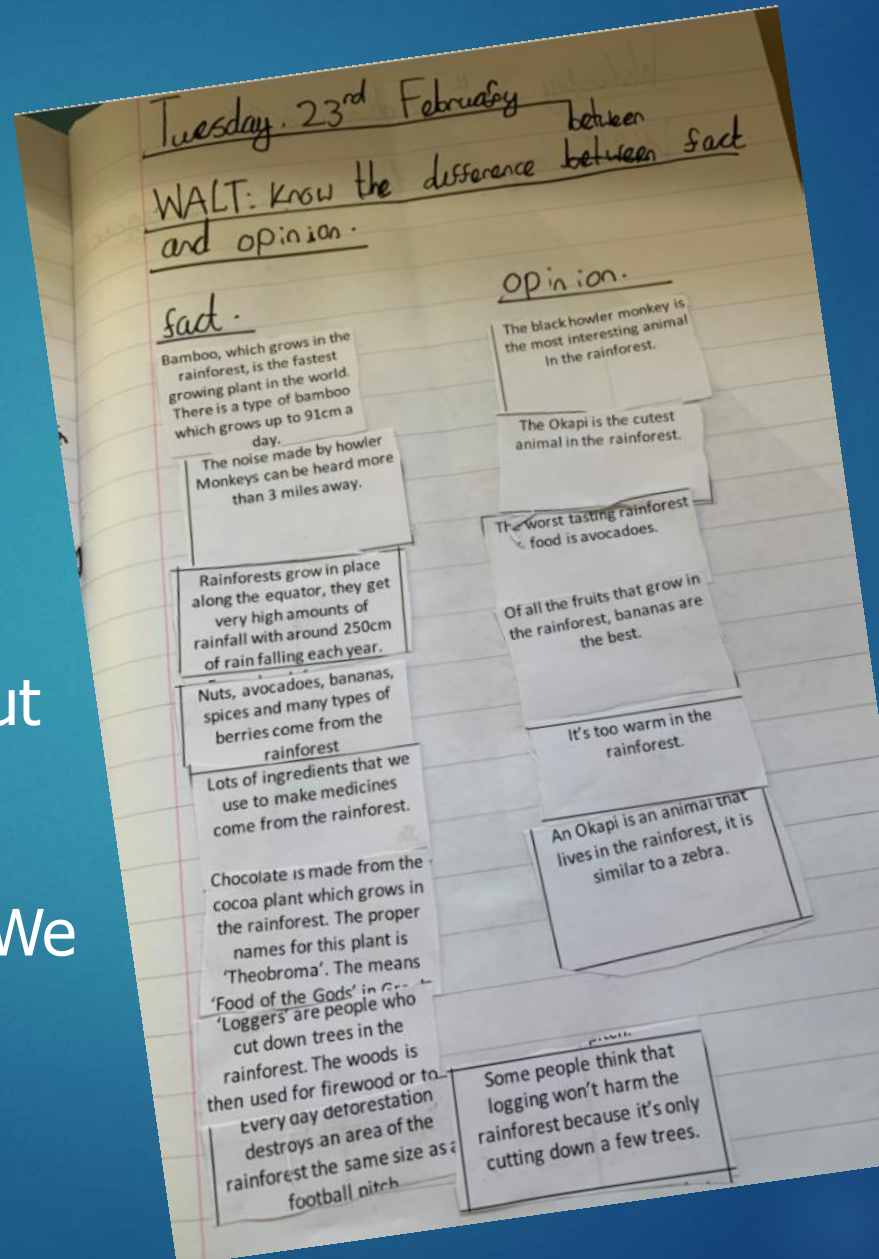 Tuesday. 23rd February
between
WALT: Know the difference between fact
and opinion.
fact.
Bamboo, which grows in the
rainforest, is the fastest
growing plant in the world.
There is a type of bamboo
which grows up to 91cm a
day.
The noise made by howler
Monkeys can be heard more
than 3 miles away.
Rainforests grow in place
along the equator, they get
very high amounts of
rainfall with around 250cm
of rain falling each year.
Nuts, avocadoes, bananas,
spices and many types of
berries come from the
rainforest
Lots of ingredients that we
use to make medicines
come from the rainforest.
Chocolate is made from the
cocoa plant which grows in
the rainforest. The proper
names for this plant is
'Theobroma'. The means
'Food of the Gods' in
'Loggers' are people who
cut down trees in the
rainforest. The woods is
then used for firewood or to
Every day deforestation
destroys an area of the
rainforest the same size as a
football pitch
opinion.
The black howler monkey is
the most interesting animal
In the rainforest.
The Okapi is the cutest
animal in the rainforest.
The worst tasting rainforest
food is avocadoes.
Of all the fruits that grow in
the rainforest, bananas are
the best.
It's too warm in the
rainforest.
An Okapi is an animal that
lives in the rainforest, it is
similar to a zebra.
Some people think that
logging won't harm the
rainforest because it's only
cutting down a few trees.
ut
We